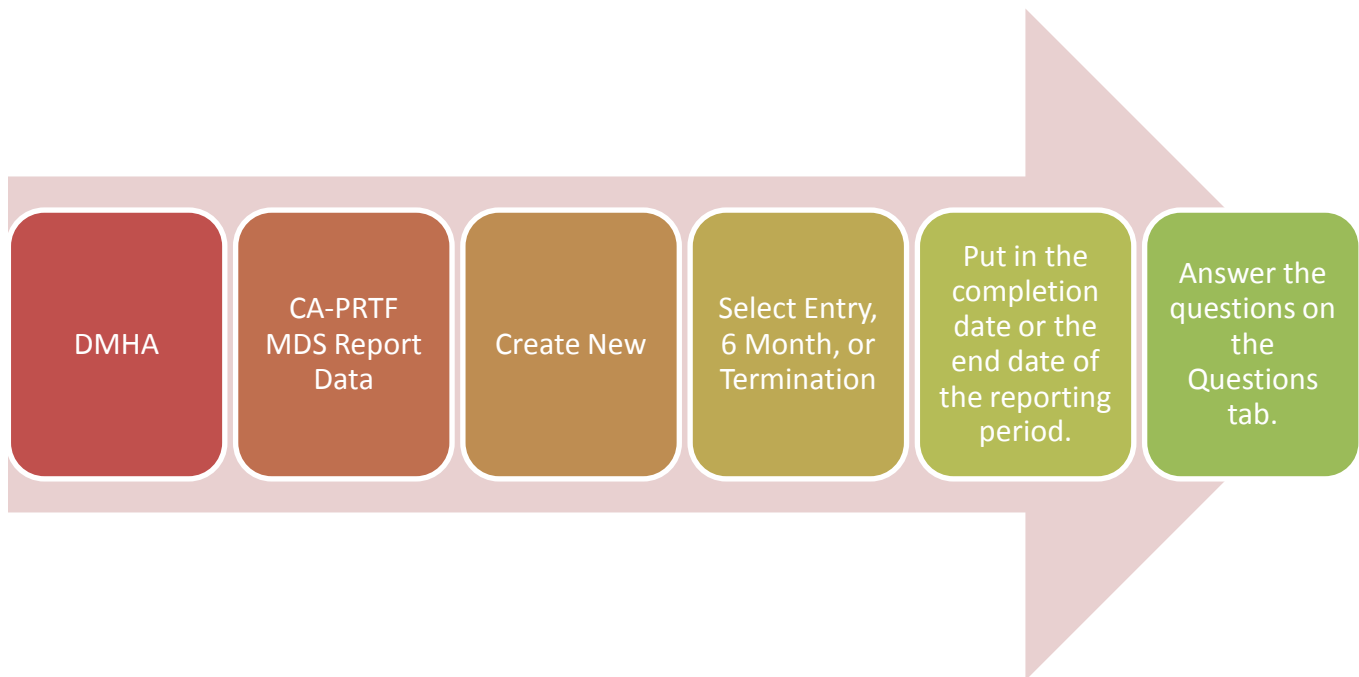 DMHA
CA-PRTF
MDS Report
Data
Create New
Select Entry,
6 Month, or
Termination
Put in the
completion
date or the
end date of
the reporting
period.
Answer the
questions on
the
Questions
tab.